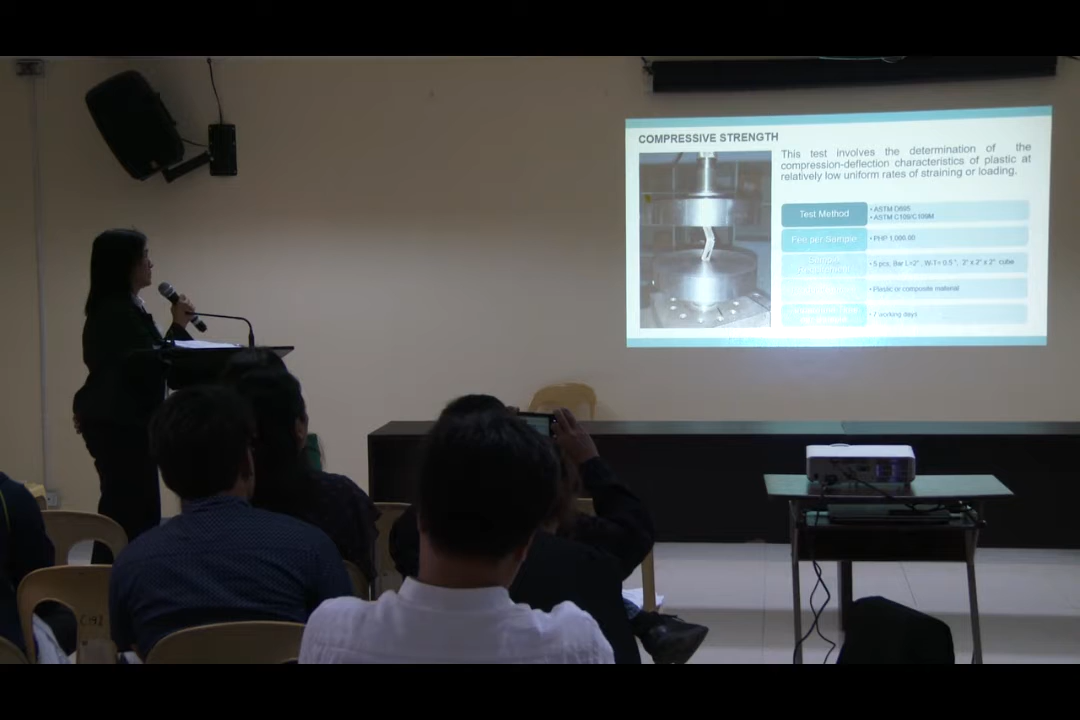 COMPRESSIVE STRENGTH
This test involves the determination of the
compression-deflection characteristics of plastic at
relatively low uniform rates of straining or loading.
Test Method
• ASTM D695,
• ASTM C109/C109M
Fee per Sample
• PHP 1,090.00
Sample
• 5 pcs, Bar L=2", W-T= 0.5", 2" x 2" x 2" cube
• Plastic or composite material
• 7 working days